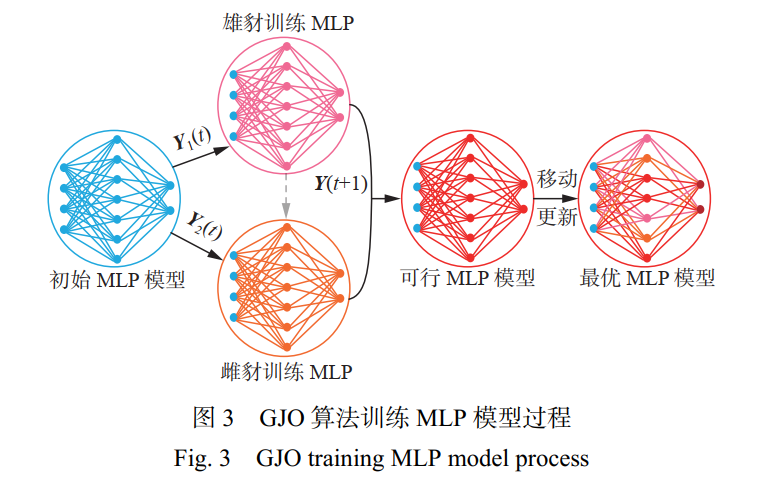 雄豺训练 MLP
Y₁(t)
Y₂(t)
Y(t+1)
移动
更新
初始 MLP 模型
可行 MLP 模型
最优 MLP 模型
雌豺训练 MLP
图 3 GJO 算法训练 MLP 模型过程
Fig. 3 GJO training MLP model process